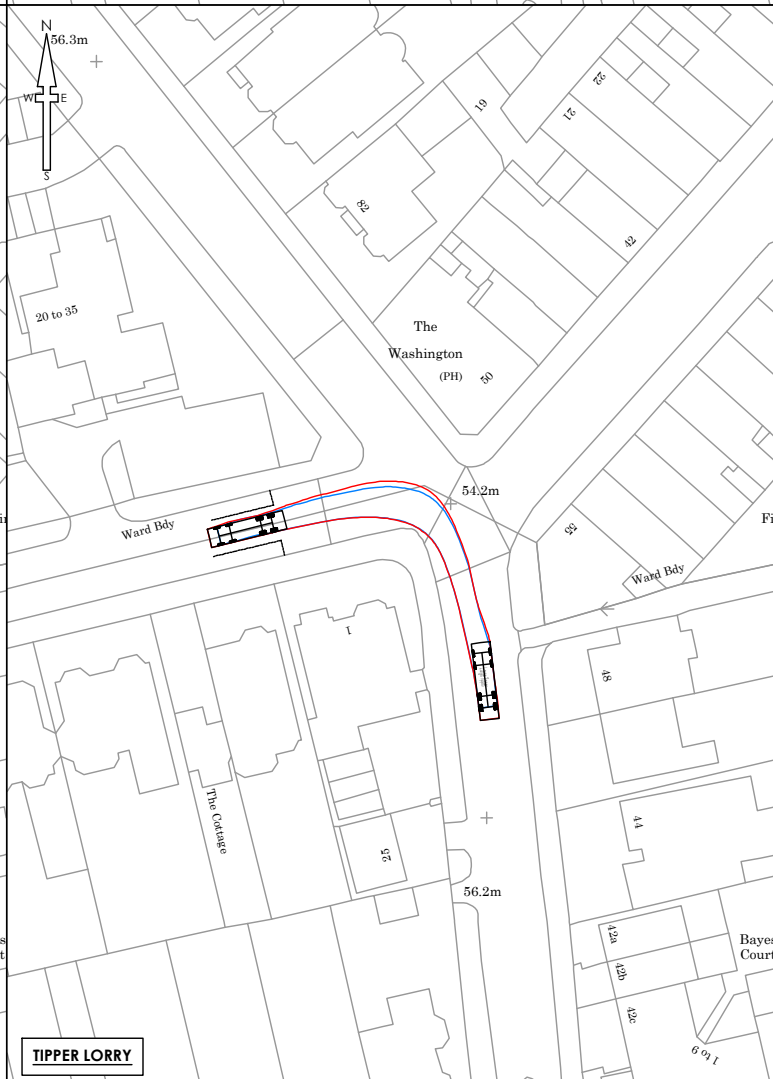 N
56.3m
W E
S
19
22
21
82
42
20 to 35
The
Washington
(PH)
50
54.2m
Ward Bdy
55
Fi
Ward Bdy
1
48
The Cottage
44
25
56.2m
42a
Bayes
Court
42b
42c
1 to 9
TIPPER LORRY